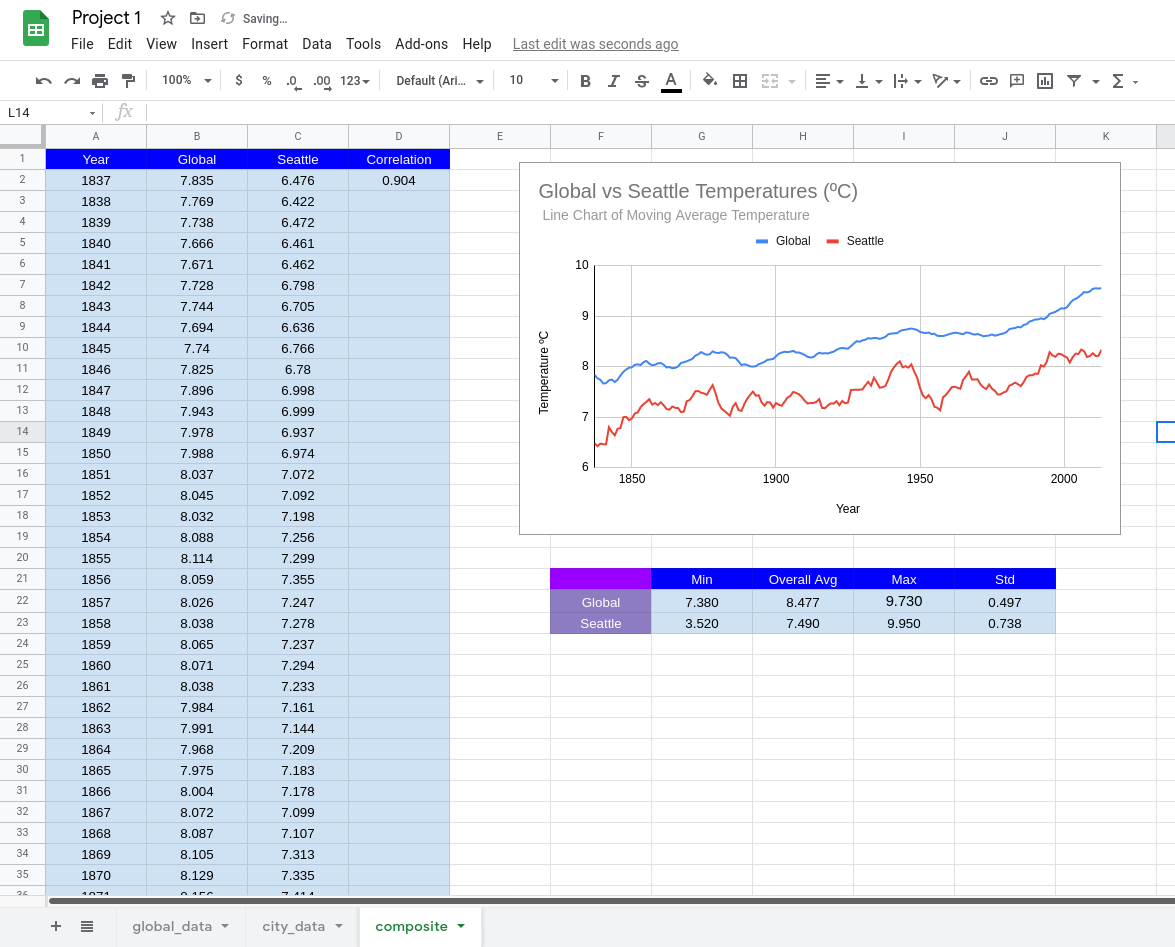 Project 1 Saving...
File Edit View Insert Format Data Tools Add-ons Help Last edit was seconds ago
100% $ % .0 .00 123 Default (Ari... 10 B I S A Σ
L14 fx
A B C D E F G H I J K
1 Year Global Seattle Correlation
2 1837 7.835 6.476 0.904
3 1838 7.769 6.422
4 1839 7.738 6.472
5 1840 7.666 6.461
6 1841 7.671 6.462
7 1842 7.728 6.798
8 1843 7.744 6.705
9 1844 7.694 6.636
10 1845 7.74 6.766
11 1846 7.825 6.78
12 1847 7.896 6.998
13 1848 7.943 6.999
14 1849 7.978 6.937
15 1850 7.988 6.974
16 1851 8.037 7.072
17 1852 8.045 7.092
18 1853 8.032 7.198
19 1854 8.088 7.256
20 1855 8.114 7.299
21 1856 8.059 7.355
22 1857 8.026 7.247
23 1858 8.038 7.278
24 1859 8.065 7.237
25 1860 8.071 7.294
26 1861 8.038 7.233
27 1862 7.984 7.161
28 1863 7.991 7.144
29 1864 7.968 7.209
30 1865 7.975 7.183
31 1866 8.004 7.178
32 1867 8.072 7.099
33 1868 8.087 7.107
34 1869 8.105 7.313
35 1870 8.129 7.335
Global vs Seattle Temperatures (ºC)
Line Chart of Moving Average Temperature
Global Seattle
Temperature ºC
10
9
8
7
6
1850 1900 1950 2000
Year
Min Overall Avg Max Std
Global 7.380 8.477 9.730 0.497
Seattle 3.520 7.490 9.950 0.738
+ global_data city_data composite